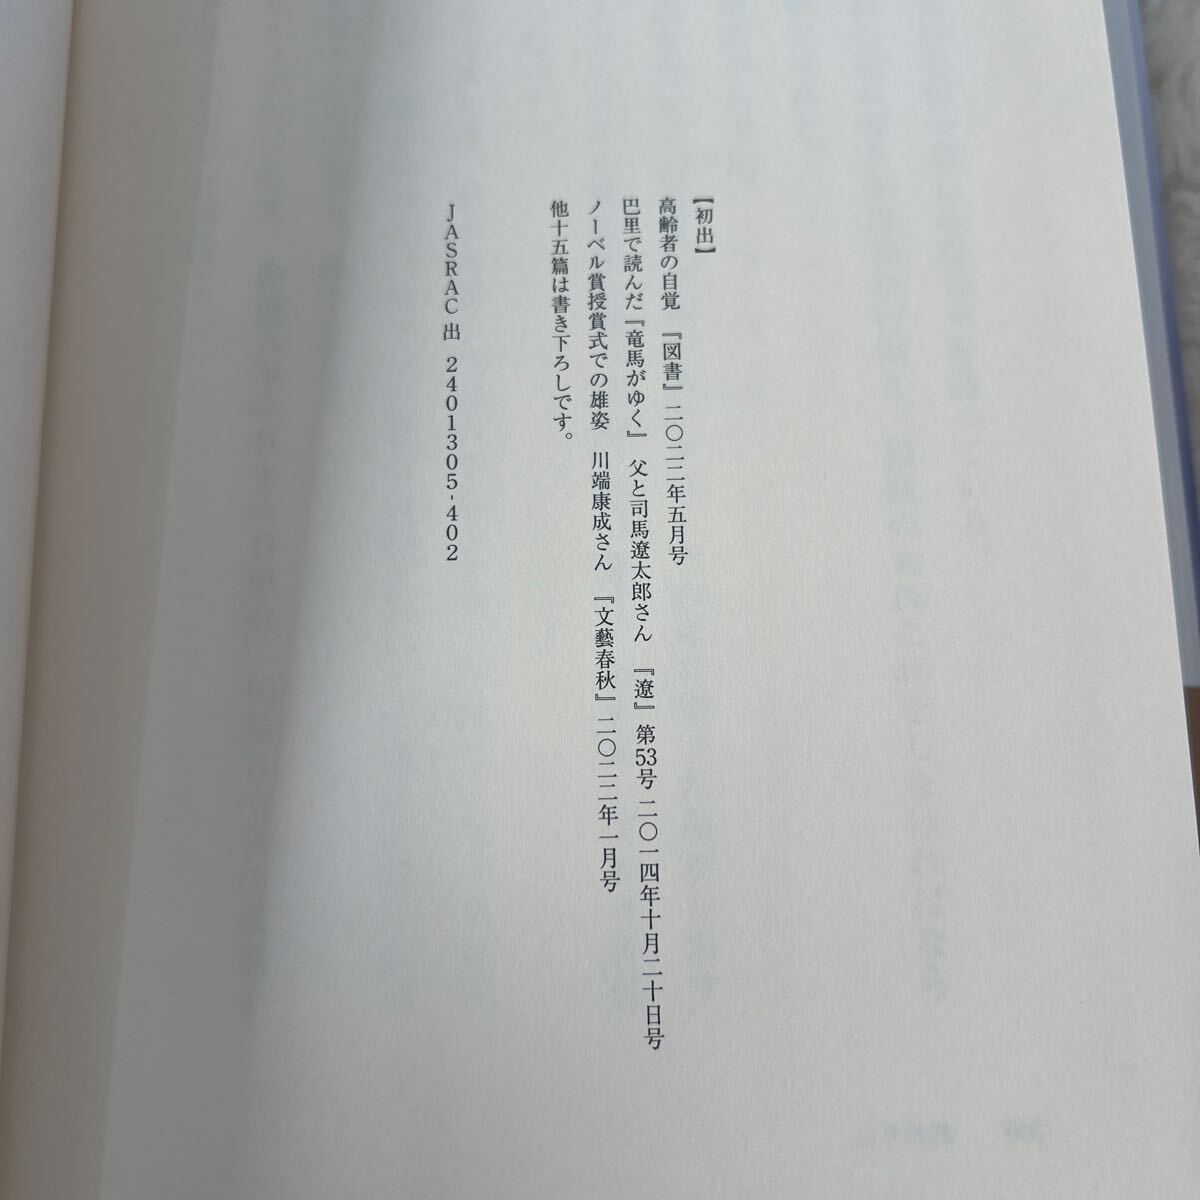 【初出】
高齢者の自覚 『図書』二〇二二年五月号
巴里で読んだ『竜馬がゆく』 父と司馬遼太郎さん 『遼』第53号 二〇一四年十月二十日号
ノーベル賞授賞式での雄姿 川端康成さん 『文藝春秋』二〇二二年一月号
他十五篇は書き下ろしです。
JASRAC 出 2401305-402